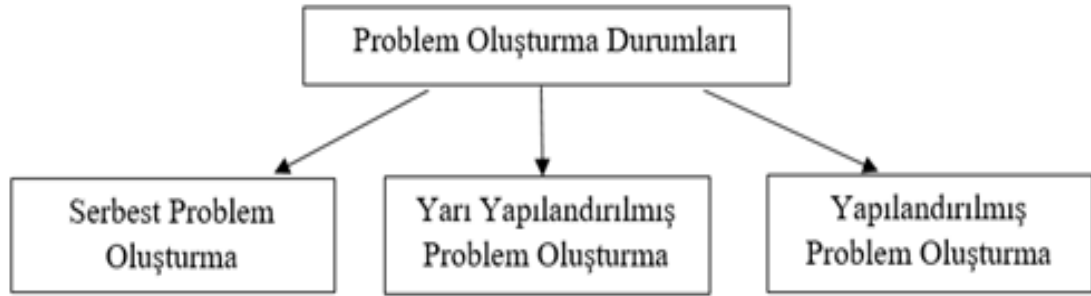 Problem Oluşturma Durumları
Serbest Problem
Oluşturma
Yarı Yapılandırılmış
Problem Oluşturma
Yapılandırılmış
Problem Oluşturma